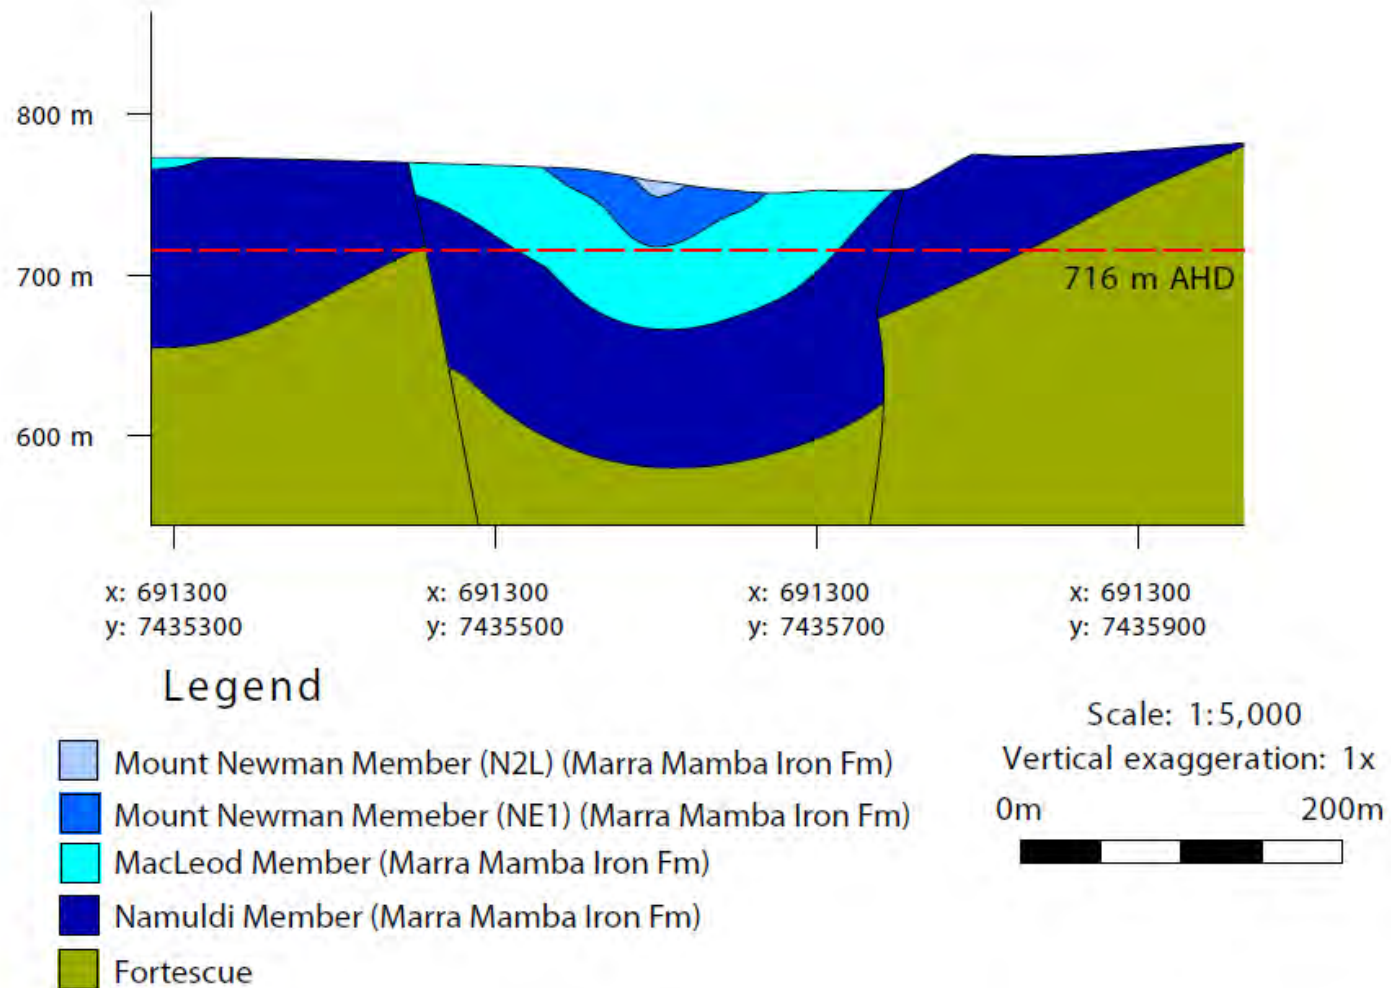 800 m
700 m
716 m AHD
600 m
x: 691300
y: 7435300
x: 691300
y: 7435500
x: 691300
y: 7435700
x: 691300
y: 7435900
Legend
Mount Newman Member (N2L) (Marra Mamba Iron Fm)
Mount Newman Memeber (NE1) (Marra Mamba Iron Fm)
MacLeod Member (Marra Mamba Iron Fm)
Namuldi Member (Marra Mamba Iron Fm)
Fortescue
Scale: 1:5,000
Vertical exaggeration: 1x
0m 200m